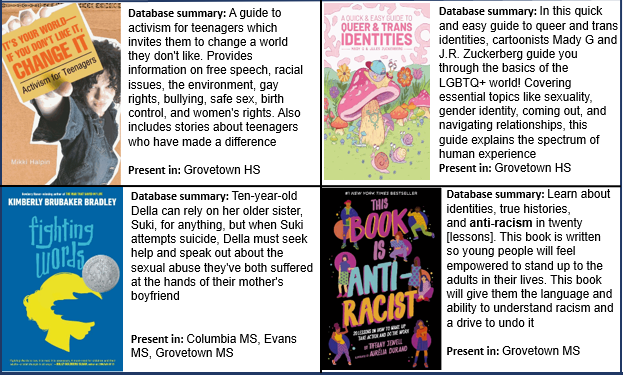 IT'S YOUR WORLD—
IF YOU DON'T LIKE IT,
CHANGE IT
Activism for Teenagers
Mikki Halpin
Database summary: A guide to
activism for teenagers which
invites them to change a world
they don't like. Provides
information on free speech, racial
issues, the environment, gay
rights, bullying, safe sex, birth
control, and women's rights. Also
includes stories about teenagers
who have made a difference
Present in: Grovetown HS
A QUICK & EASY GUIDE TO
QUEER & TRANS
IDENTITIES
MADY G & J.R. ZUCKERBERG
Database summary: In this quick
and easy guide to queer and trans
identities, cartoonists Mady G and
J.R. Zuckerberg guide you
through the basics of the
LGBTQ+ world! Covering
essential topics like sexuality,
gender identity, coming out, and
navigating relationships, this
guide explains the spectrum of
human experience
Present in: Grovetown HS
KIMBERLY BRUBAKER BRADLEY
fighting
words
Database summary: Ten-year-old
Della can rely on her older sister,
Suki, for anything, but when Suki
attempts suicide, Della must seek
help and speak out about the
sexual abuse they've both suffered
at the hands of their mother's
boyfriend
Present in: Columbia MS, Evans
MS, Grovetown MS
#1 NEW YORK TIMES BESTSELLER
THIS
BOOK
IS
ANTI-
RACIST
20 LESSONS ON HOW TO WAKE UP,
TAKE ACTION AND DO THE WORK
BY TIFFANY JEWELL
AURÉLIA DURAND
Database summary: Learn about
identities, true histories,
and anti-racism in twenty
[lessons]. This book is written
so young people will feel
empowered to stand up to the
adults in their lives. This book
will give them the language and
ability to understand racism and
a drive to undo it
Present in: Grovetown MS